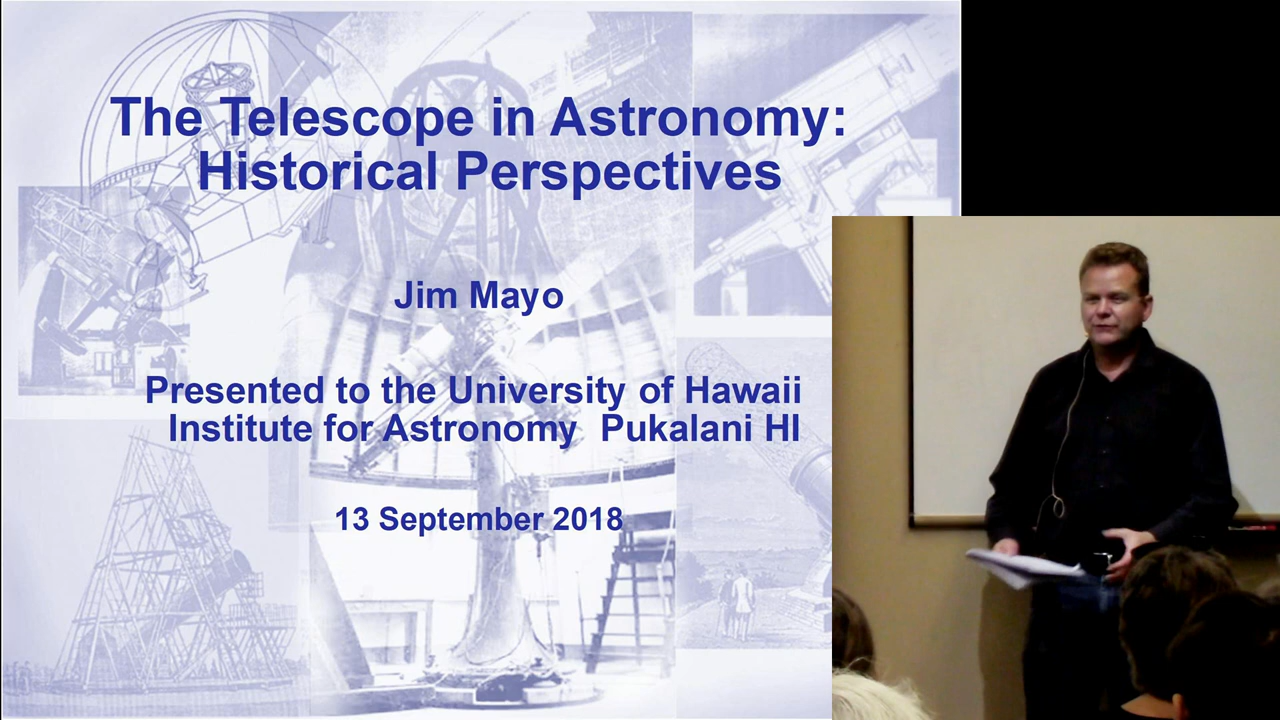 The Telescope in Astronomy:
Historical Perspectives
Jim Mayo
Presented to the University of Hawaii
Institute for Astronomy Pukalani HI
13 September 2018